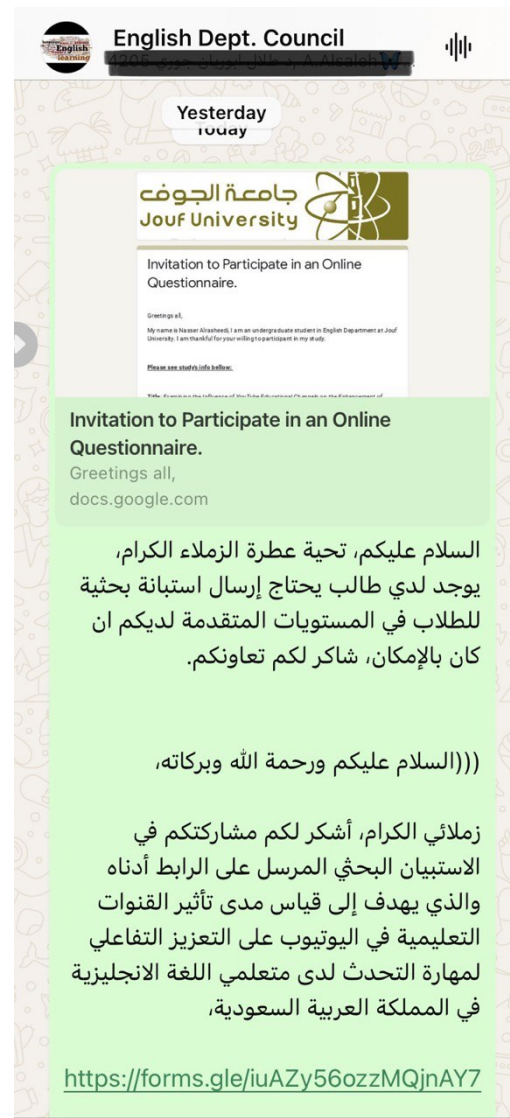 English Dept. Council
Yesterday
Today
جامعة الجوف
Jouf University
Invitation to Participate in an Online
Questionnaire.
Greetings all,
My name is Nasser Alrasheedi, I am an undergraduate student in English Department at Jouf
University. I am thankful for your willing to participant in my study.
Please see study's info bellow:
Invitation to Participate in an Online
Questionnaire.
Greetings all,
docs.google.com
السلام عليكم، تحية عطرة الزملاء الكرام،
يوجد لدي طالب يحتاج إرسال استبانة بحثية
للطلاب في المستويات المتقدمة لديكم ان
كان بالإمكان، شاكر لكم تعاونكم.
(((السلام عليكم ورحمة الله وبركاته،
زملائي الكرام، أشكر لكم مشاركتكم في
الاستبيان البحثي المرسل على الرابط أدناه
والذي يهدف إلى قياس مدى تأثير القنوات
التعليمية في اليوتيوب على التعزيز التفاعلي
لمهارة التحدث لدى متعلمي اللغة الانجليزية
في المملكة العربية السعودية،
https://forms.gle/iuAZy56ozzMQjnAY7